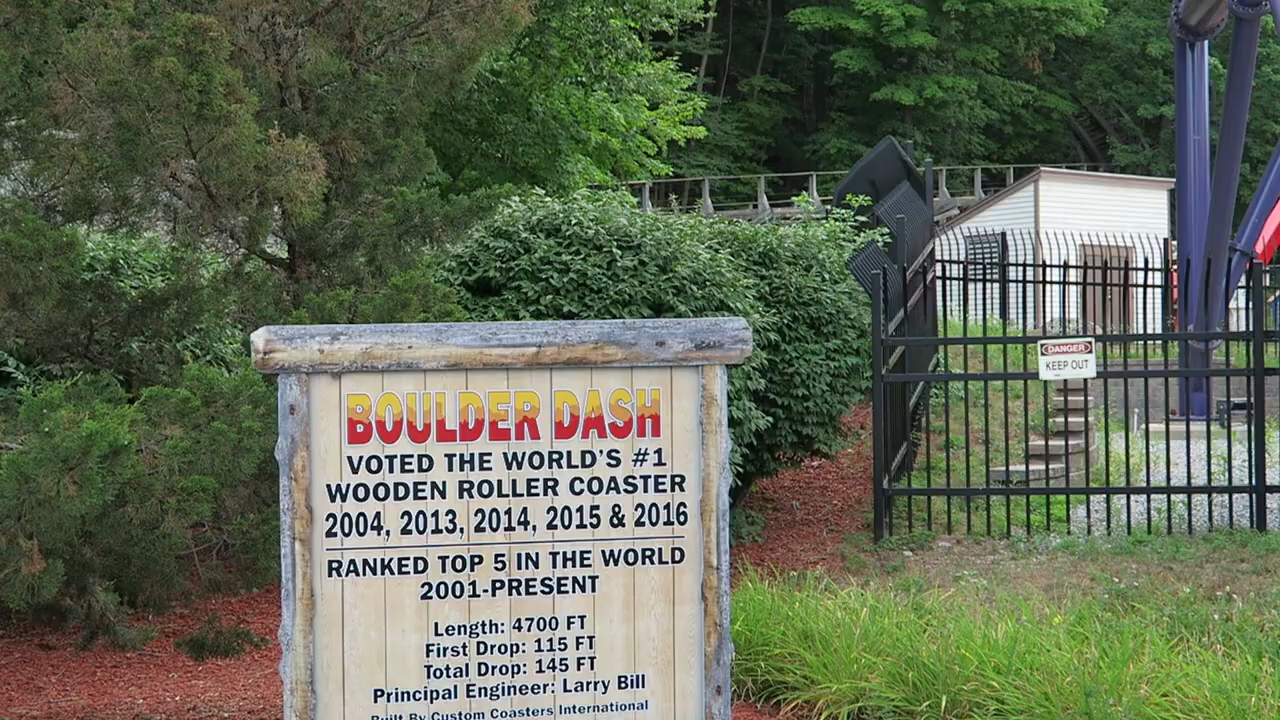 BOULDER DASH
VOTED THE WORLD'S #1
WOODEN ROLLER COASTER
2004, 2013, 2014, 2015 & 2016
RANKED TOP 5 IN THE WORLD
2001-PRESENT
Length: 4700 FT
First Drop: 115 FT
Total Drop: 145 FT
Principal Engineer: Larry Bill
Built By Custom Coasters International
DANGER
KEEP OUT